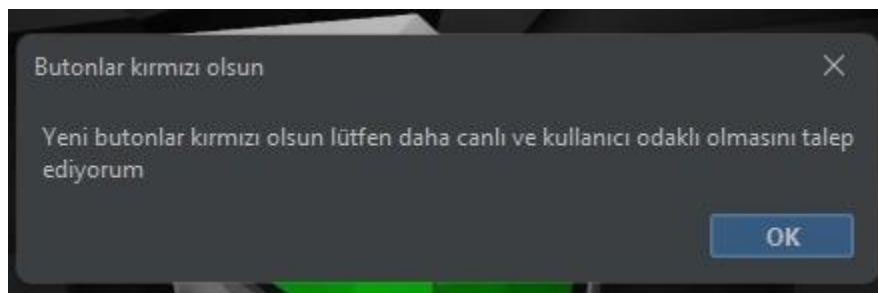 Butonlar kırmızı olsun
Yeni butonlar kırmızı olsun lütfen daha canlı ve kullanıcı odaklı olmasını talep
ediyorum
OK